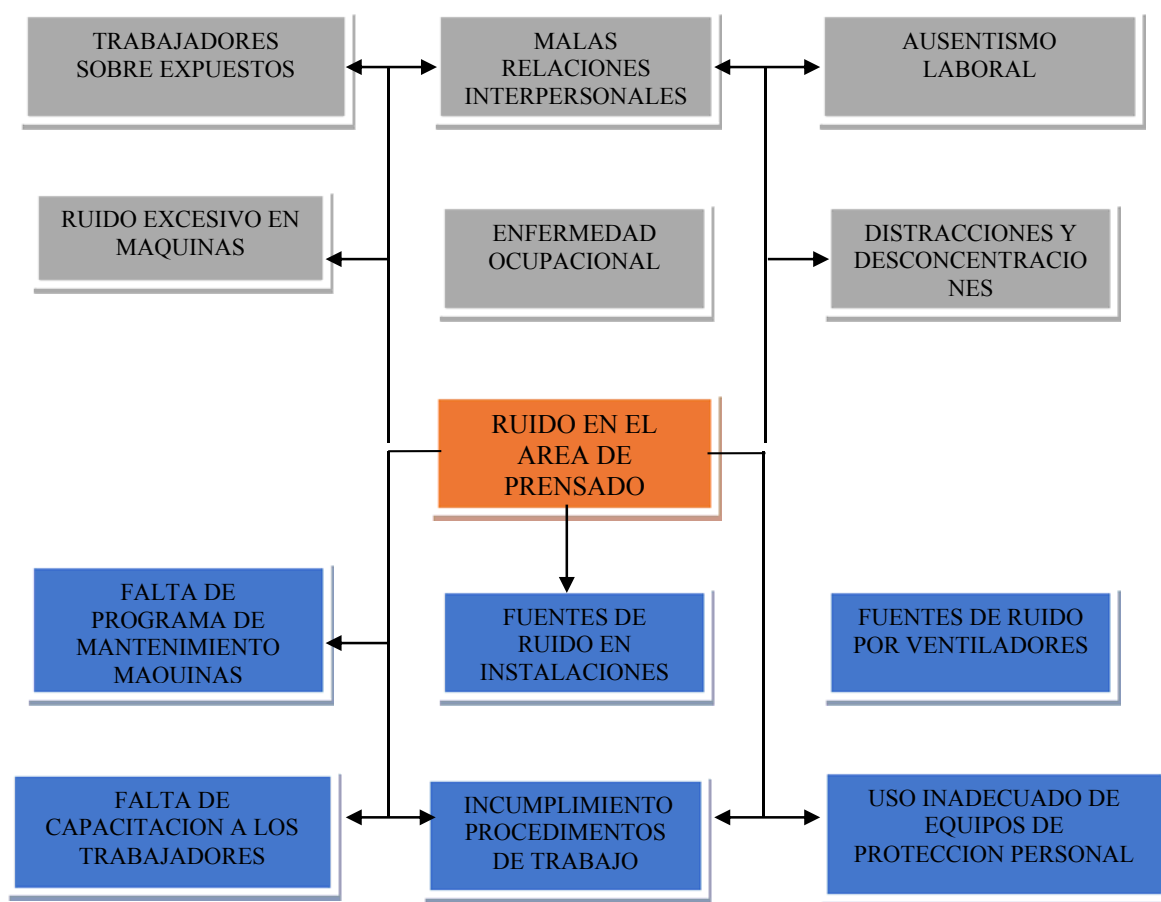 TRABAJADORES
SOBRE EXPUESTOS
MALAS
RELACIONES
INTERPERSONALES
AUSENTISMO
LABORAL
RUIDO EXCESIVO EN
MAQUINAS
ENFERMEDAD
OCUPACIONAL
DISTRACCIONES Y
DESCONCENTRACIO
NES
RUIDO EN EL
AREA DE
PRENSADO
FALTA DE
PROGRAMA DE
MANTENIMIENTO
MAQUINAS
FUENTES DE
RUIDO EN
INSTALACIONES
FUENTES DE RUIDO
POR VENTILADORES
FALTA DE
CAPACITACION A LOS
TRABAJADORES
INCUMPLIMIENTO
PROCEDIMENTOS
DE TRABAJO
USO INADECUADO DE
EQUIPOS DE
PROTECCION PERSONAL